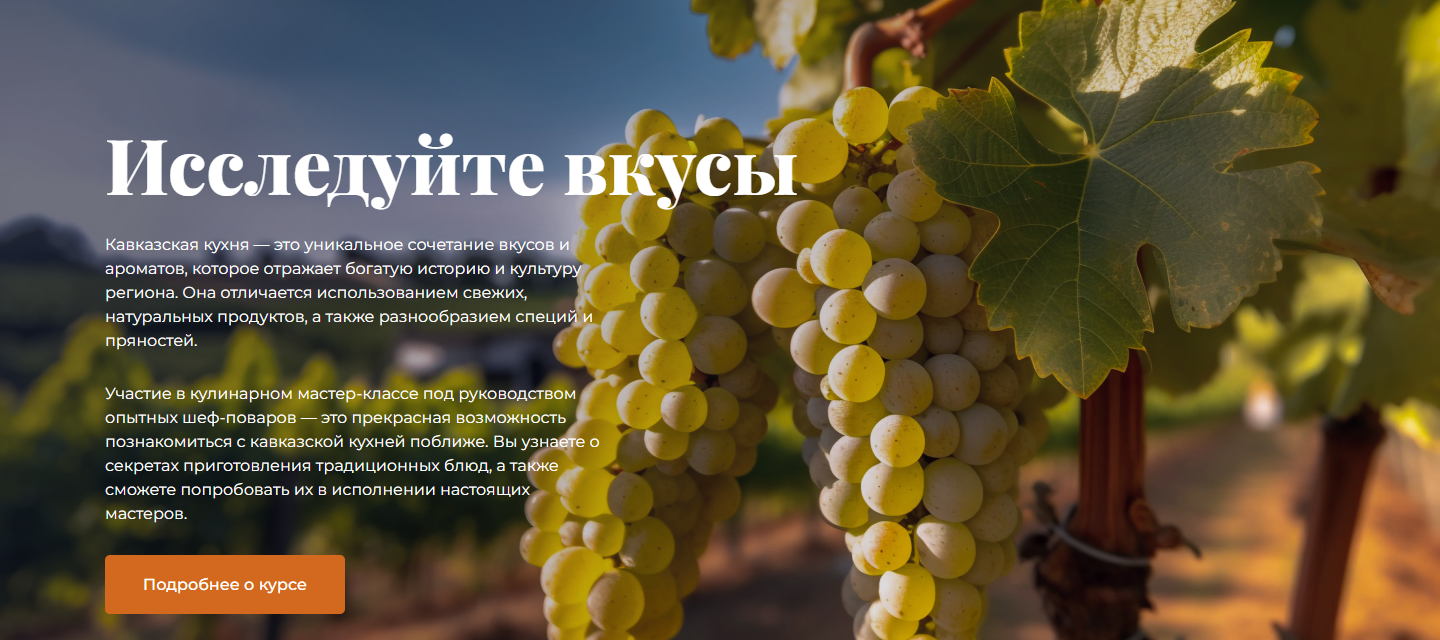 Исследуйте вкусы
Кавказская кухня — это уникальное сочетание вкусов и
ароматов, которое отражает богатую историю и культуру
региона. Она отличается использованием свежих,
натуральных продуктов, а также разнообразием специй и
пряностей.
Участие в кулинарном мастер-классе под руководством
опытных шеф-поваров — это прекрасная возможность
познакомиться с кавказской кухней поближе. Вы узнаете о
секретах приготовления традиционных блюд, а также
сможете попробовать их в исполнении настоящих
мастеров.
Подробнее о курсе